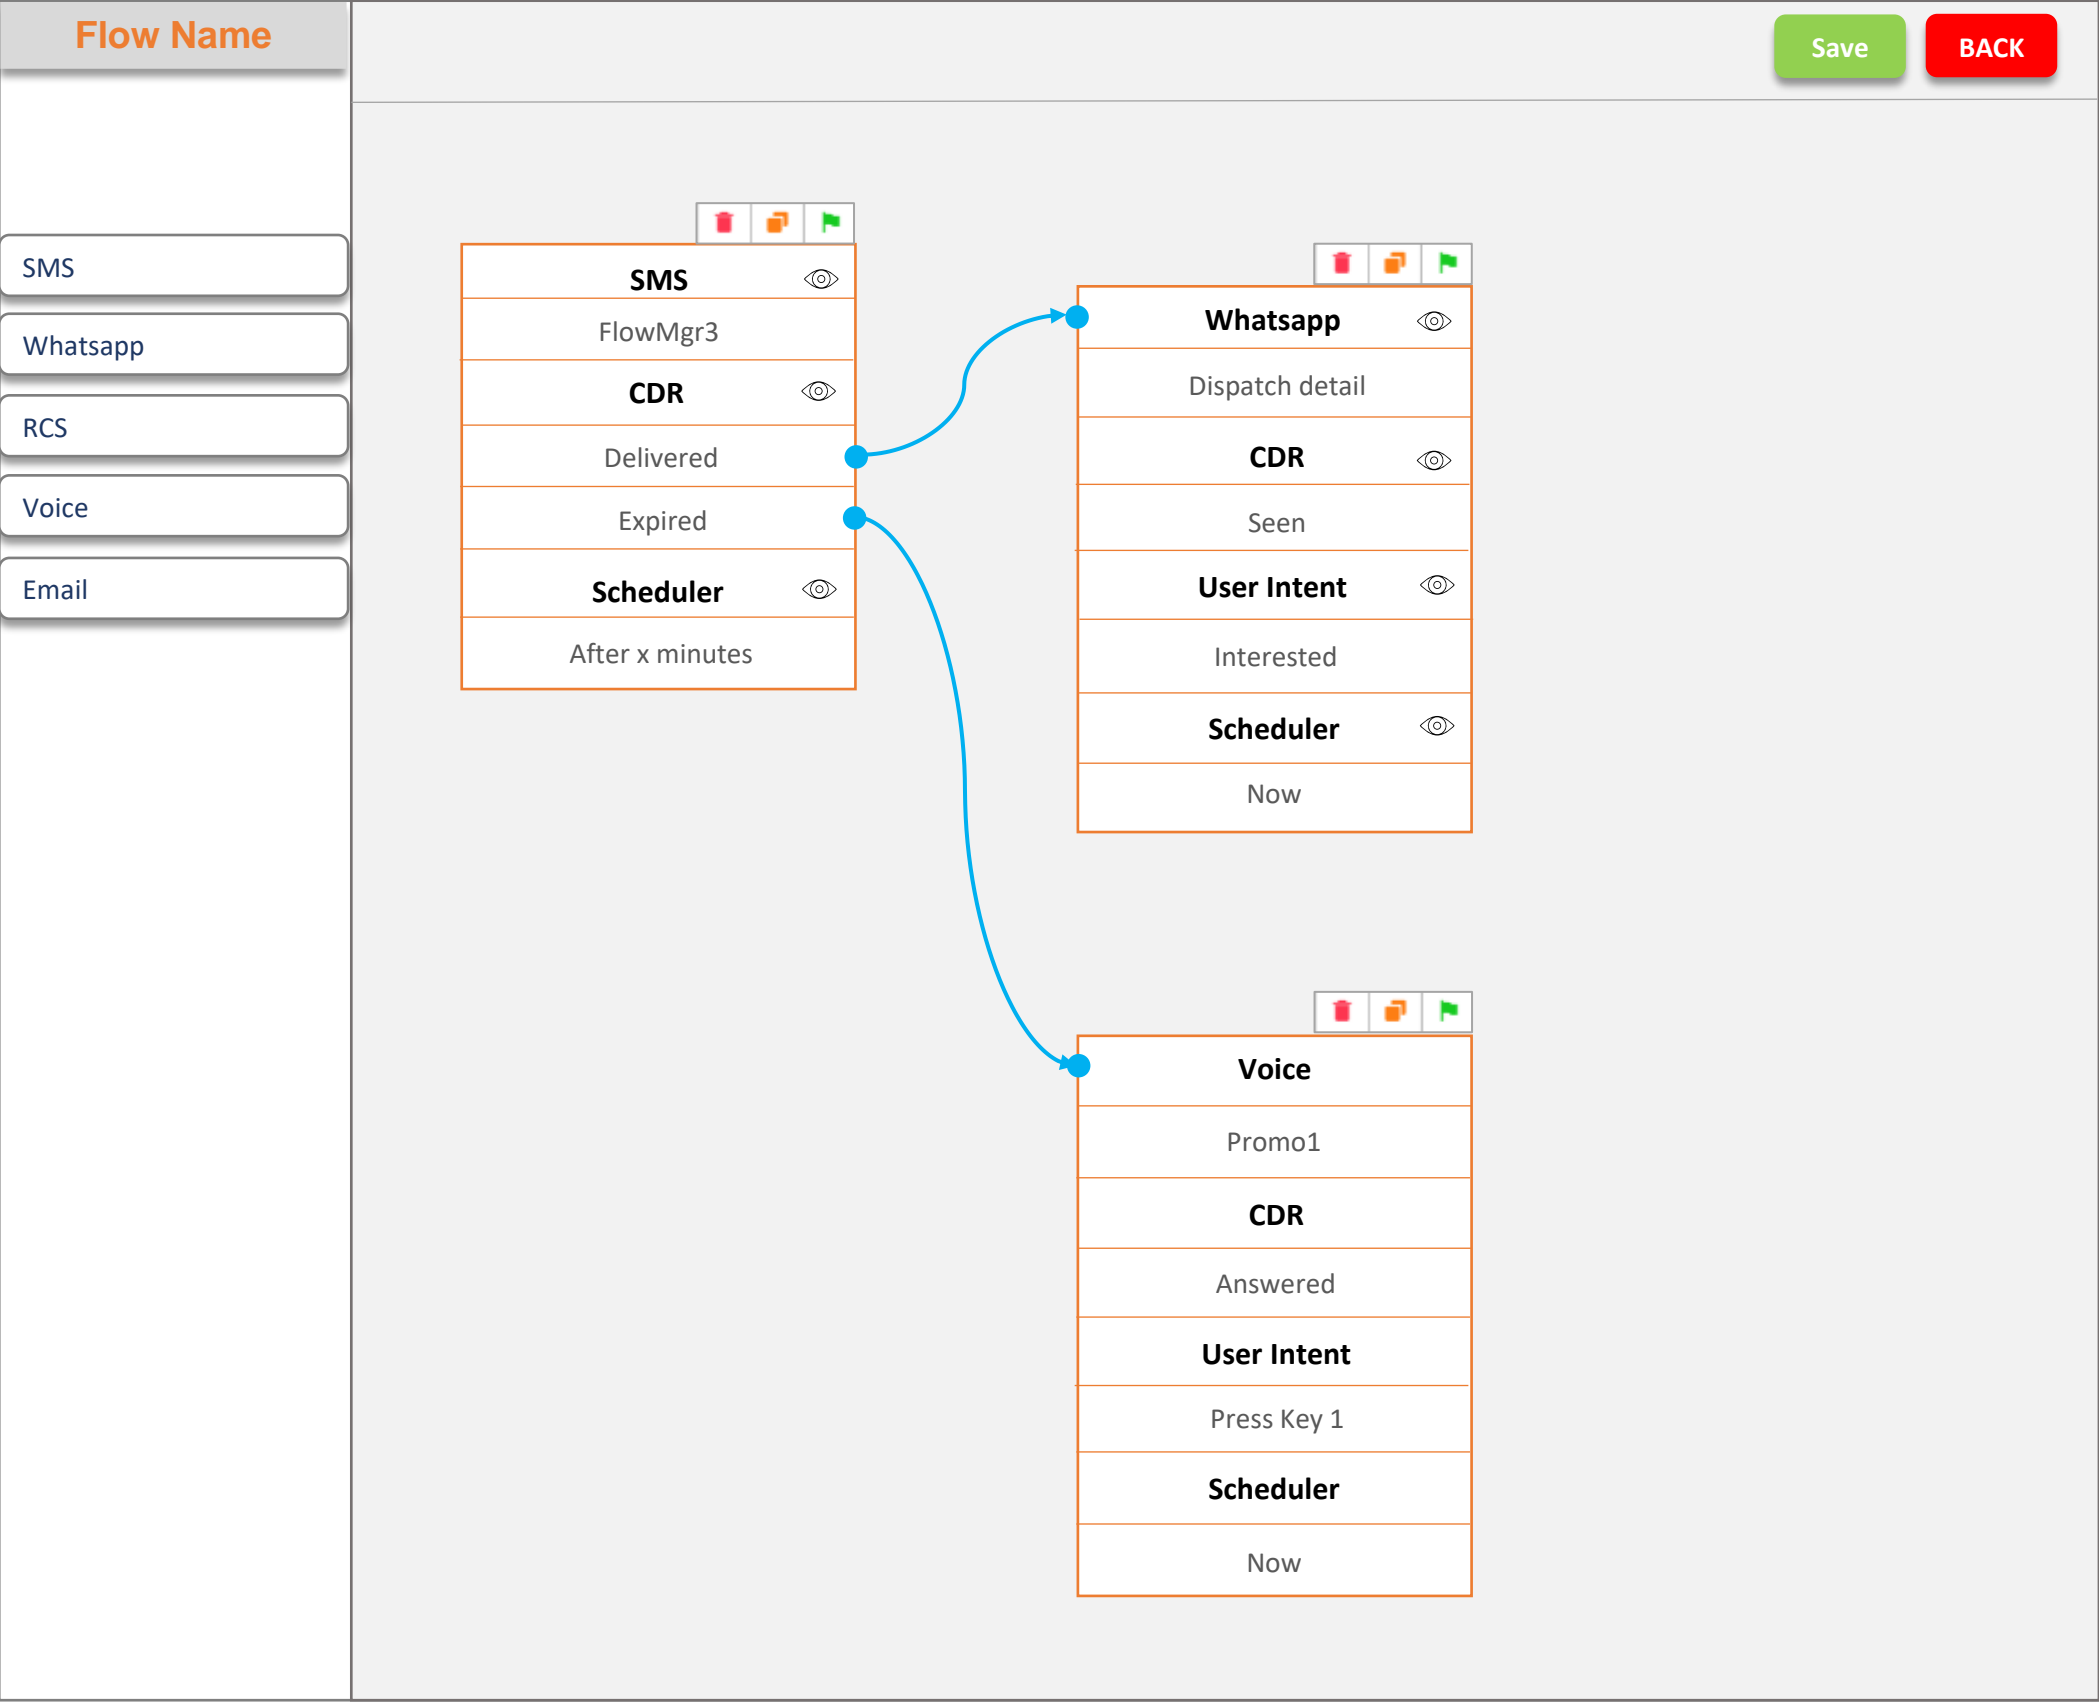 Flow Name
Save
BACK
SMS
Whatsapp
RCS
Voice
Email
SMS
FlowMgr3
CDR
Delivered
Expired
Scheduler
After x minutes
Whatsapp
Dispatch detail
CDR
Seen
User Intent
Interested
Scheduler
Now
Voice
Promo1
CDR
Answered
User Intent
Press Key 1
Scheduler
Now